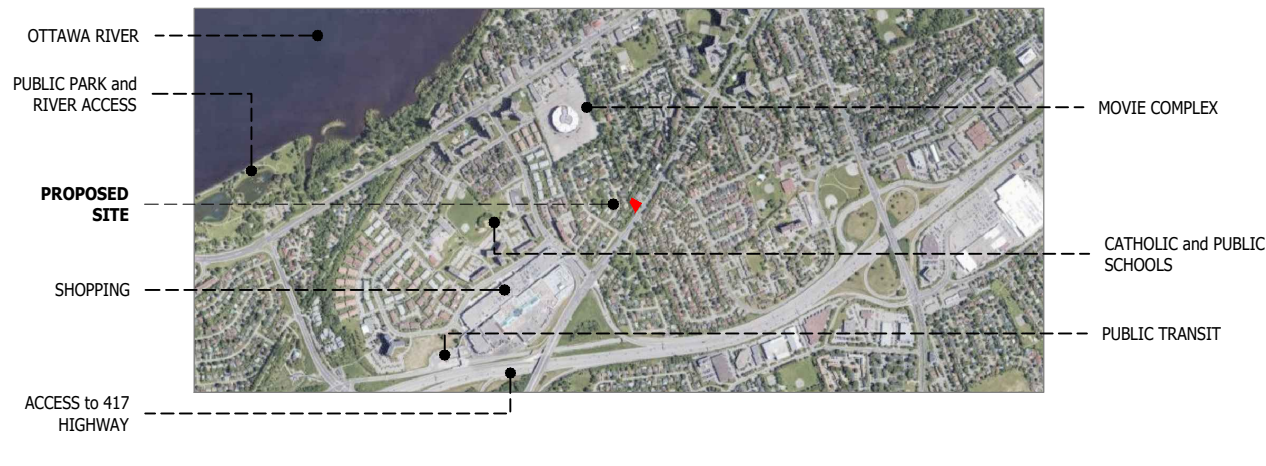 OTTAWA RIVER
PUBLIC PARK and
RIVER ACCESS
PROPOSED
SITE
SHOPPING
ACCESS to 417
HIGHWAY
MOVIE COMPLEX
CATHOLIC and PUBLIC
SCHOOLS
PUBLIC TRANSIT